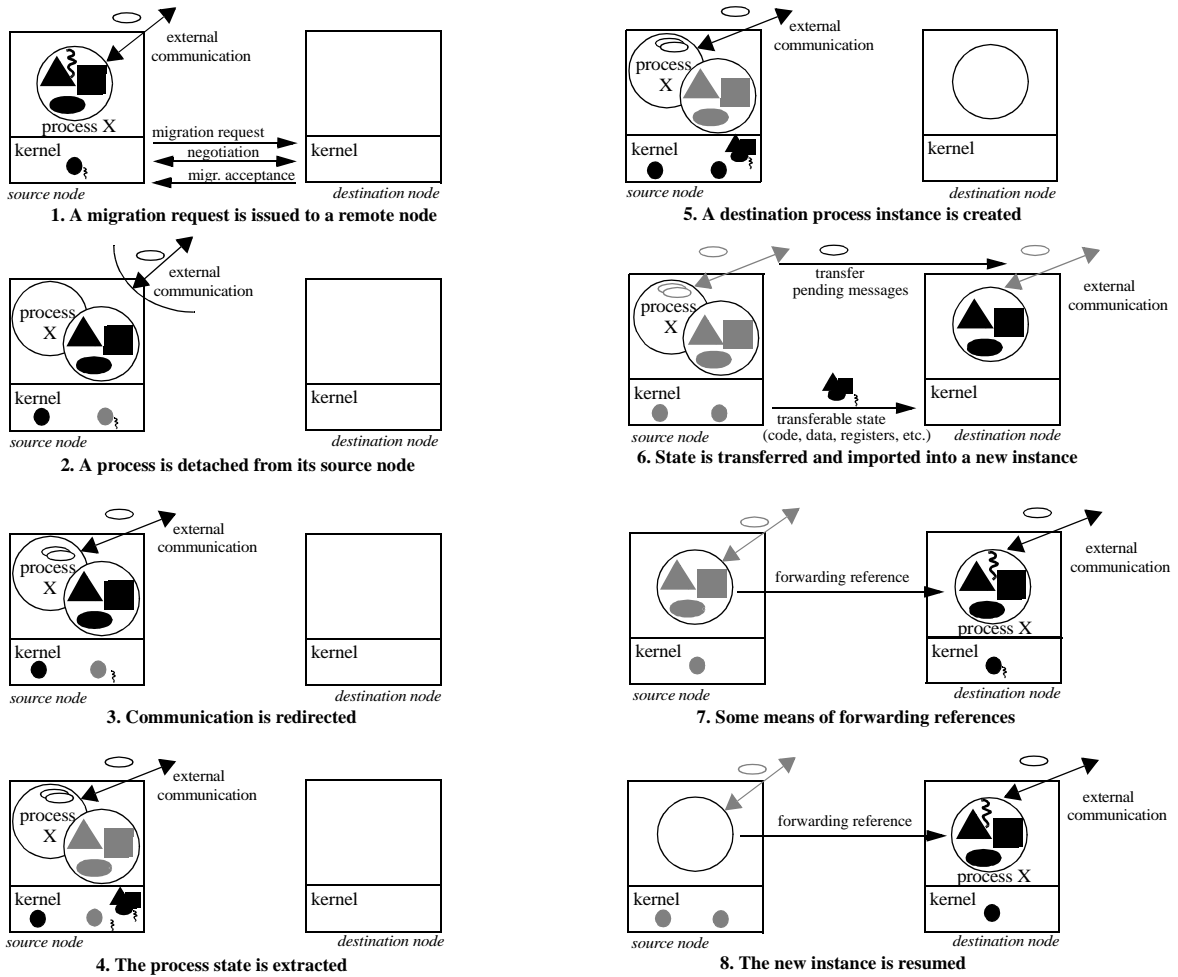 external
communication
process X
kernel
migration request
negotiation
migr. acceptance
kernel
source node
destination node
1. A migration request is issued to a remote node
external
communication
process
X
kernel
kernel
source node
destination node
2. A process is detached from its source node
external
communication
process
X
kernel
kernel
source node
destination node
3. Communication is redirected
external
communication
process
X
kernel
kernel
source node
destination node
4. The process state is extracted
external
communication
process
X
kernel
kernel
source node
destination node
5. A destination process instance is created
transfer
pending messages
external
communication
process
X
kernel
kernel
transferable state
(code, data, registers, etc.)
source node
destination node
6. State is transferred and imported into a new instance
external
communication
forwarding reference
process X
kernel
kernel
source node
destination node
7. Some means of forwarding references
external
communication
forwarding reference
process X
kernel
kernel
source node
destination node
8. The new instance is resumed